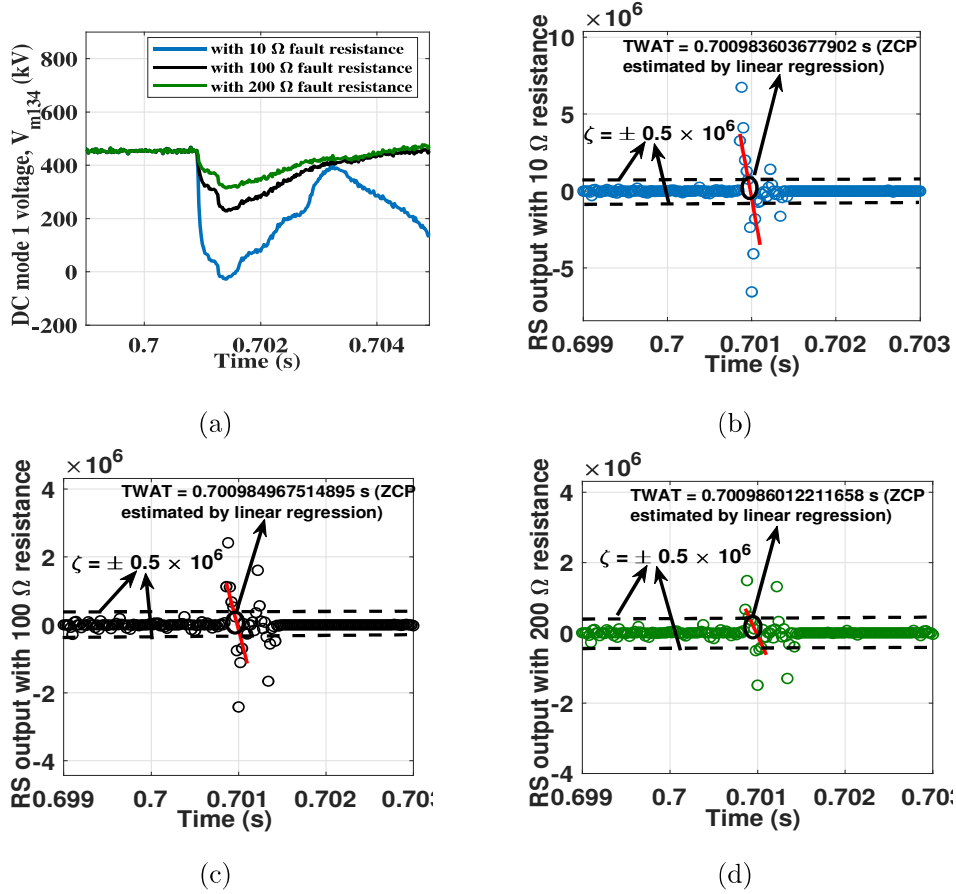 800
600
400
200
0
-200
DC mode 1 voltage, V_m134 (kV)
with 10 Ω fault resistance
with 100 Ω fault resistance
with 200 Ω fault resistance
0.7
0.702
0.704
Time (s)
(a)
×10^6
10
5
0
-5
RS output with 10 Ω resistance
TWAT = 0.700983603677902 s (ZCP
estimated by linear regression)
ζ = ± 0.5 × 10^6
0.699
0.7
0.701
0.702
0.703
Time (s)
(b)
×10^6
4
2
0
-2
-4
RS output with 100 Ω resistance
TWAT = 0.700984967514895 s (ZCP
estimated by linear regression)
ζ = ± 0.5 × 10^6
0.699
0.7
0.701
0.702
0.70
Time (s)
(c)
×10^6
4
2
0
-2
-4
RS output with 200 Ω resistance
TWAT = 0.700986012211658 s (ZCP
estimated by linear regression)
ζ = ± 0.5 × 10^6
0.699
0.7
0.701
0.702
0.70
Time (s)
(d)